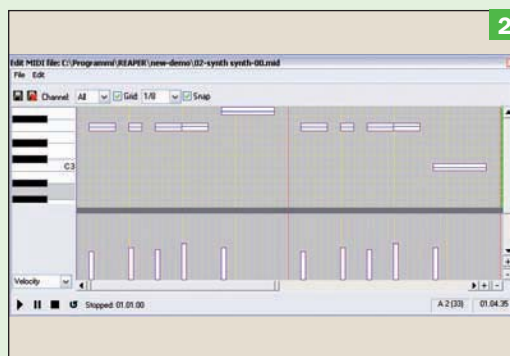 2
Edit MIDI file: C:\Programmi\REAPER\new-demo\02-synth synth-00.mid
File Edit
Channel: All Grid: 1/8 Snap
C3
Velocity
Stopped: 01.01.00 A 2 (33) 01.04.35